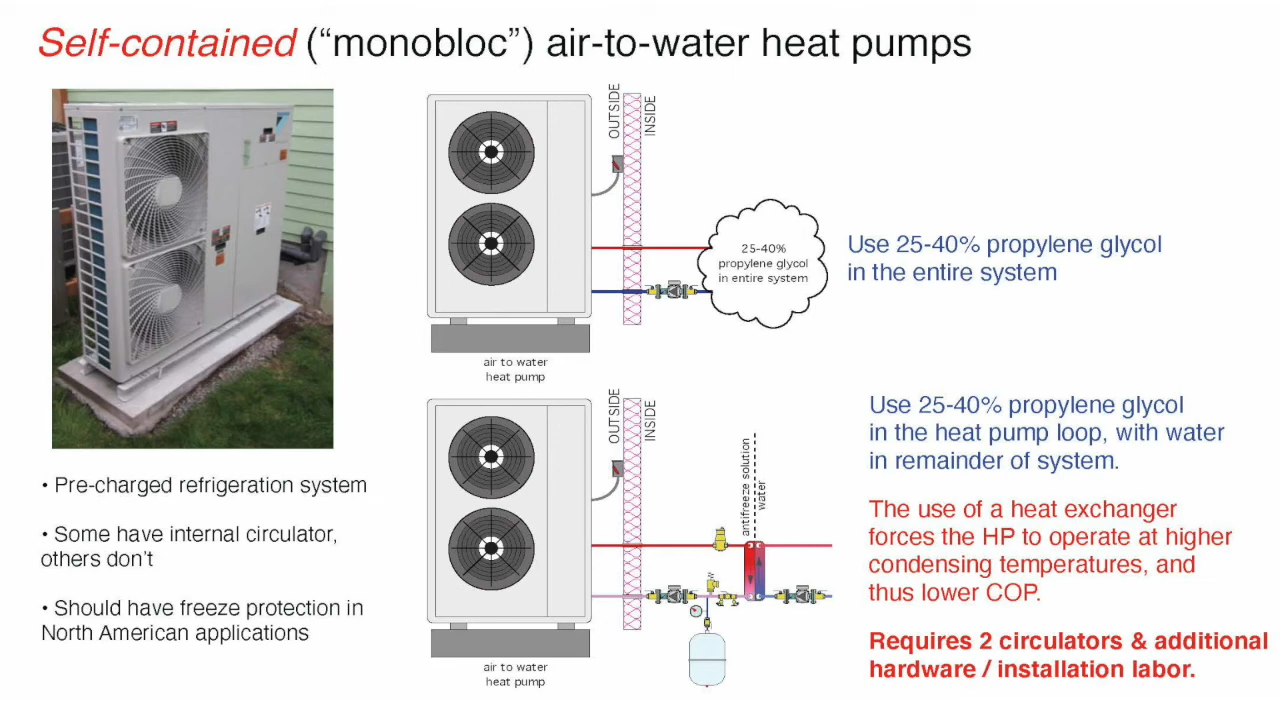 Self-contained (“monobloc”) air-to-water heat pumps
OUTSIDE
INSIDE
25-40%
propylene glycol
in entire system
air to water
heat pump
Use 25-40% propylene glycol
in the entire system
• Pre-charged refrigeration system
• Some have internal circulator,
others don’t
• Should have freeze protection in
North American applications
OUTSIDE
INSIDE
antifreeze solution
water
air to water
heat pump
Use 25-40% propylene glycol
in the heat pump loop, with water
in remainder of system.
The use of a heat exchanger
forces the HP to operate at higher
condensing temperatures, and
thus lower COP.
Requires 2 circulators & additional
hardware / installation labor.